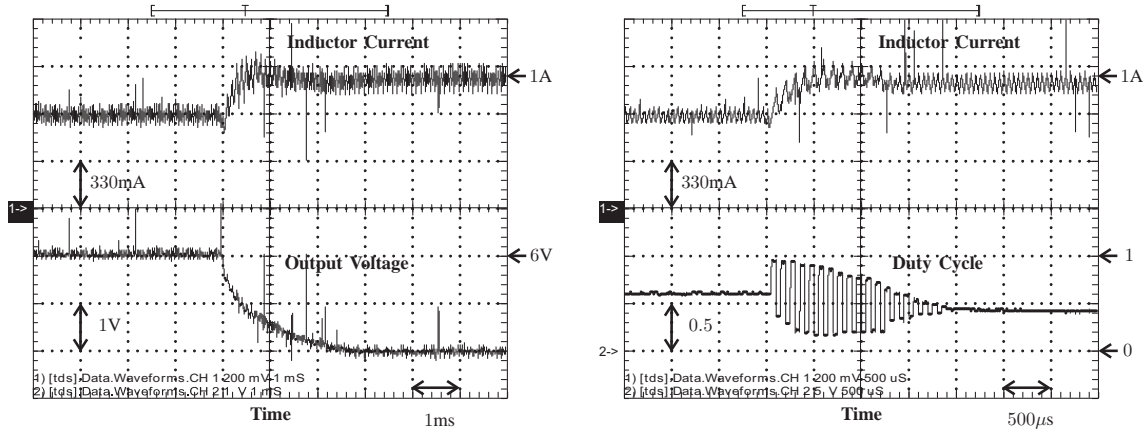 Inductor Current
1A
330mA
1->
Output Voltage
6V
1V
1) [tds].Data.Waveforms.CH 1 200 mV 1 mS
2) [tds].Data.Waveforms.CH 2 1 V 1 mS
Time
1ms
Inductor Current
1A
330mA
1->
Duty Cycle
1
0.5
2->
0
1) [tds].Data.Waveforms.CH 1 200 mV 500 uS
2) [tds].Data.Waveforms.CH 2 5 V 500 uS
Time
500μs